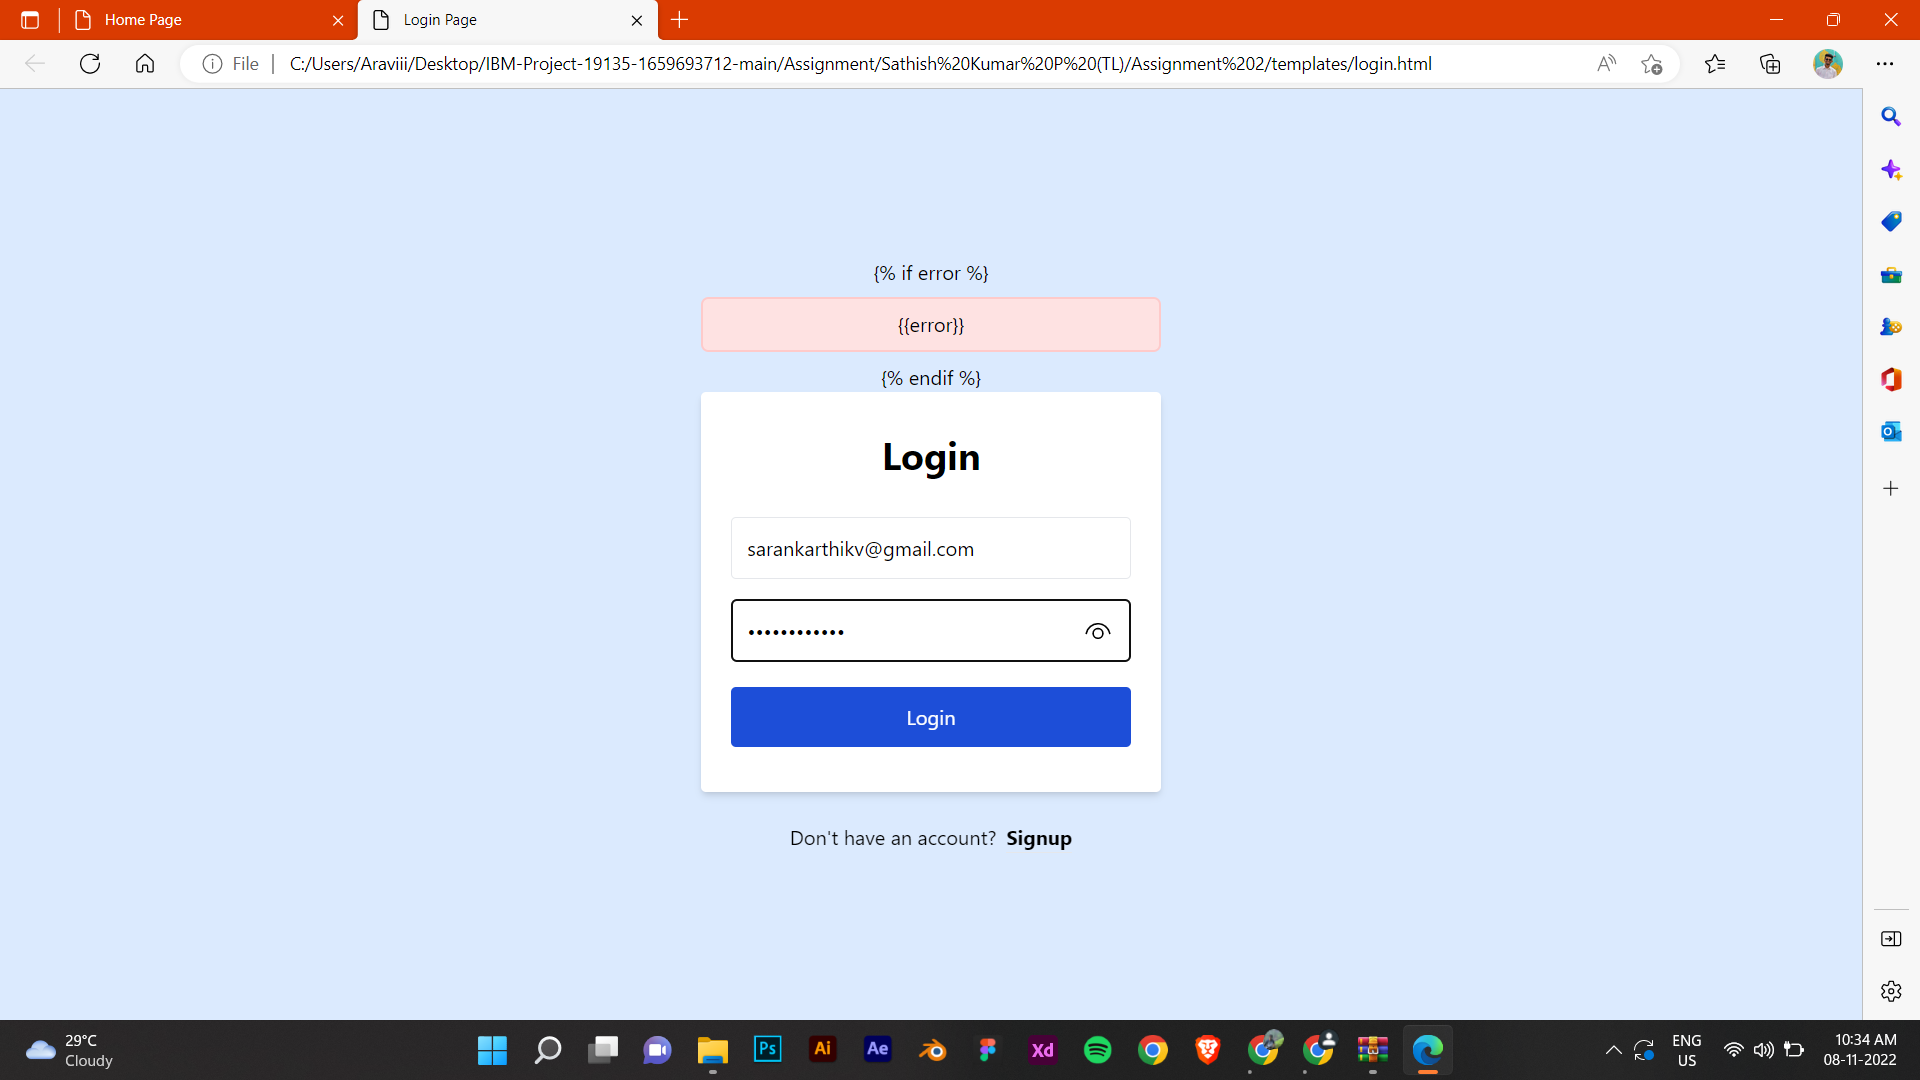 Home Page
Login Page
File
C:/Users/Araviii/Desktop/IBM-Project-19135-1659693712-main/Assignment/Sathish%20Kumar%20P%20(TL)/Assignment%202/templates/login.html
{% if error %}
{{error}}
{% endif %}
Login
sarankarthikv@gmail.com
••••••••••••
Login
Don't have an account? Signup
29°C
Cloudy
Ps
Ai
Ae
Xd
ENG
US
10:34 AM
08-11-2022